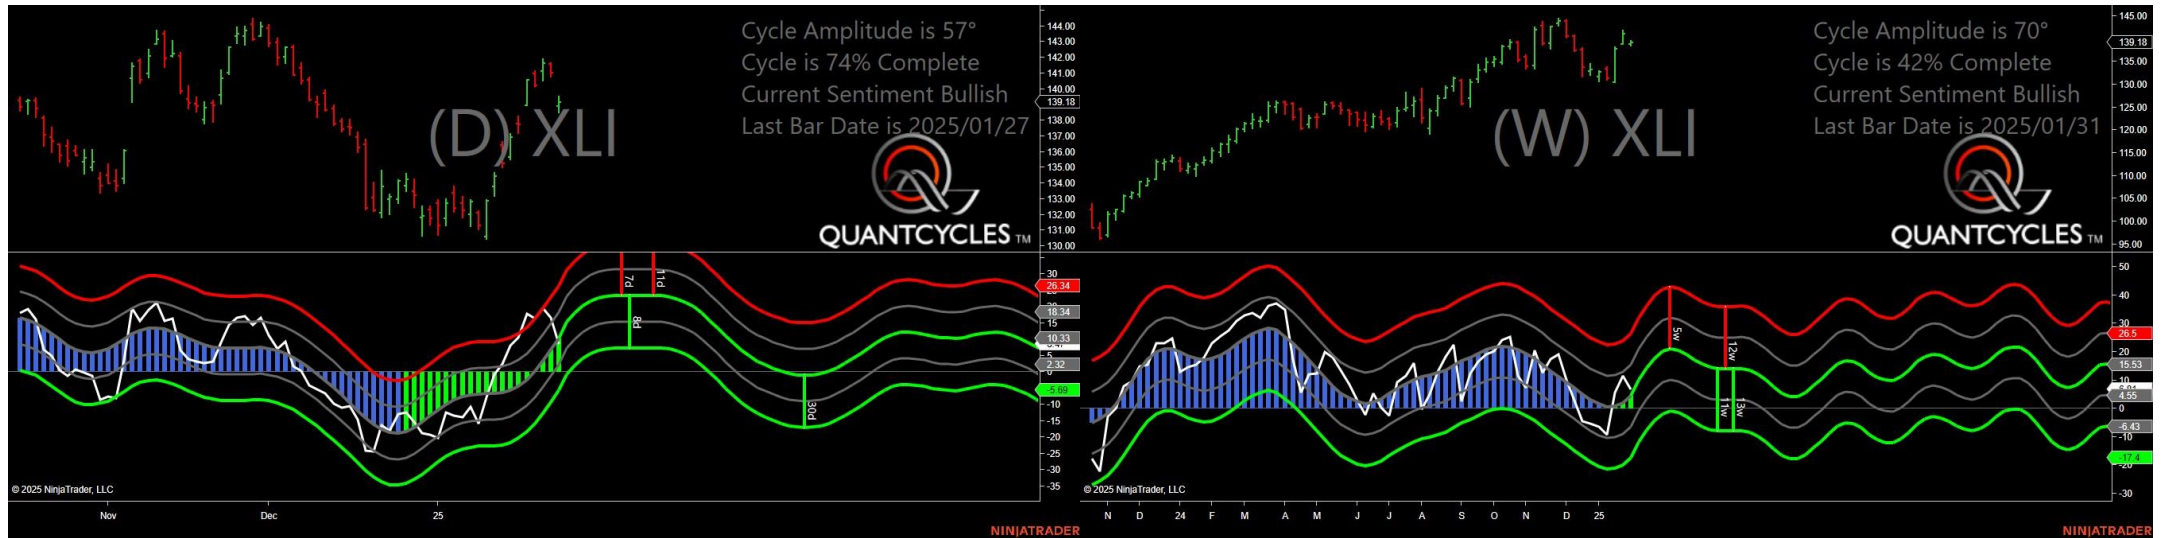 Cycle Amplitude is 57°
Cycle is 74% Complete
Current Sentiment Bullish
Last Bar Date is 2025/01/27
(D) XLI
QUANTCYCLES TM
144.00
143.00
142.00
141.00
140.00
139.18
138.00
137.00
136.00
135.00
134.00
133.00
132.00
131.00
130.00
7d
11d
8d
30d
30
26.34
18.34
15
10.33
5
2.32
0
-5.69
-10
-15
-20
-25
-30
-35
© 2025 NinjaTrader, LLC
Nov
Dec
25
NINJATRADER
Cycle Amplitude is 70°
Cycle is 42% Complete
Current Sentiment Bullish
Last Bar Date is 2025/01/31
(W) XLI
QUANTCYCLES TM
145.00
139.18
135.00
130.00
125.00
120.00
115.00
110.00
105.00
100.00
95.00
5w
12w
11w
13w
50
40
30
26.5
20
15.53
10
4.55
0
-6.43
-10
-17.4
-20
-30
© 2025 NinjaTrader, LLC
N D 24 F M A M J J A S O N D 25
NINJATRADER